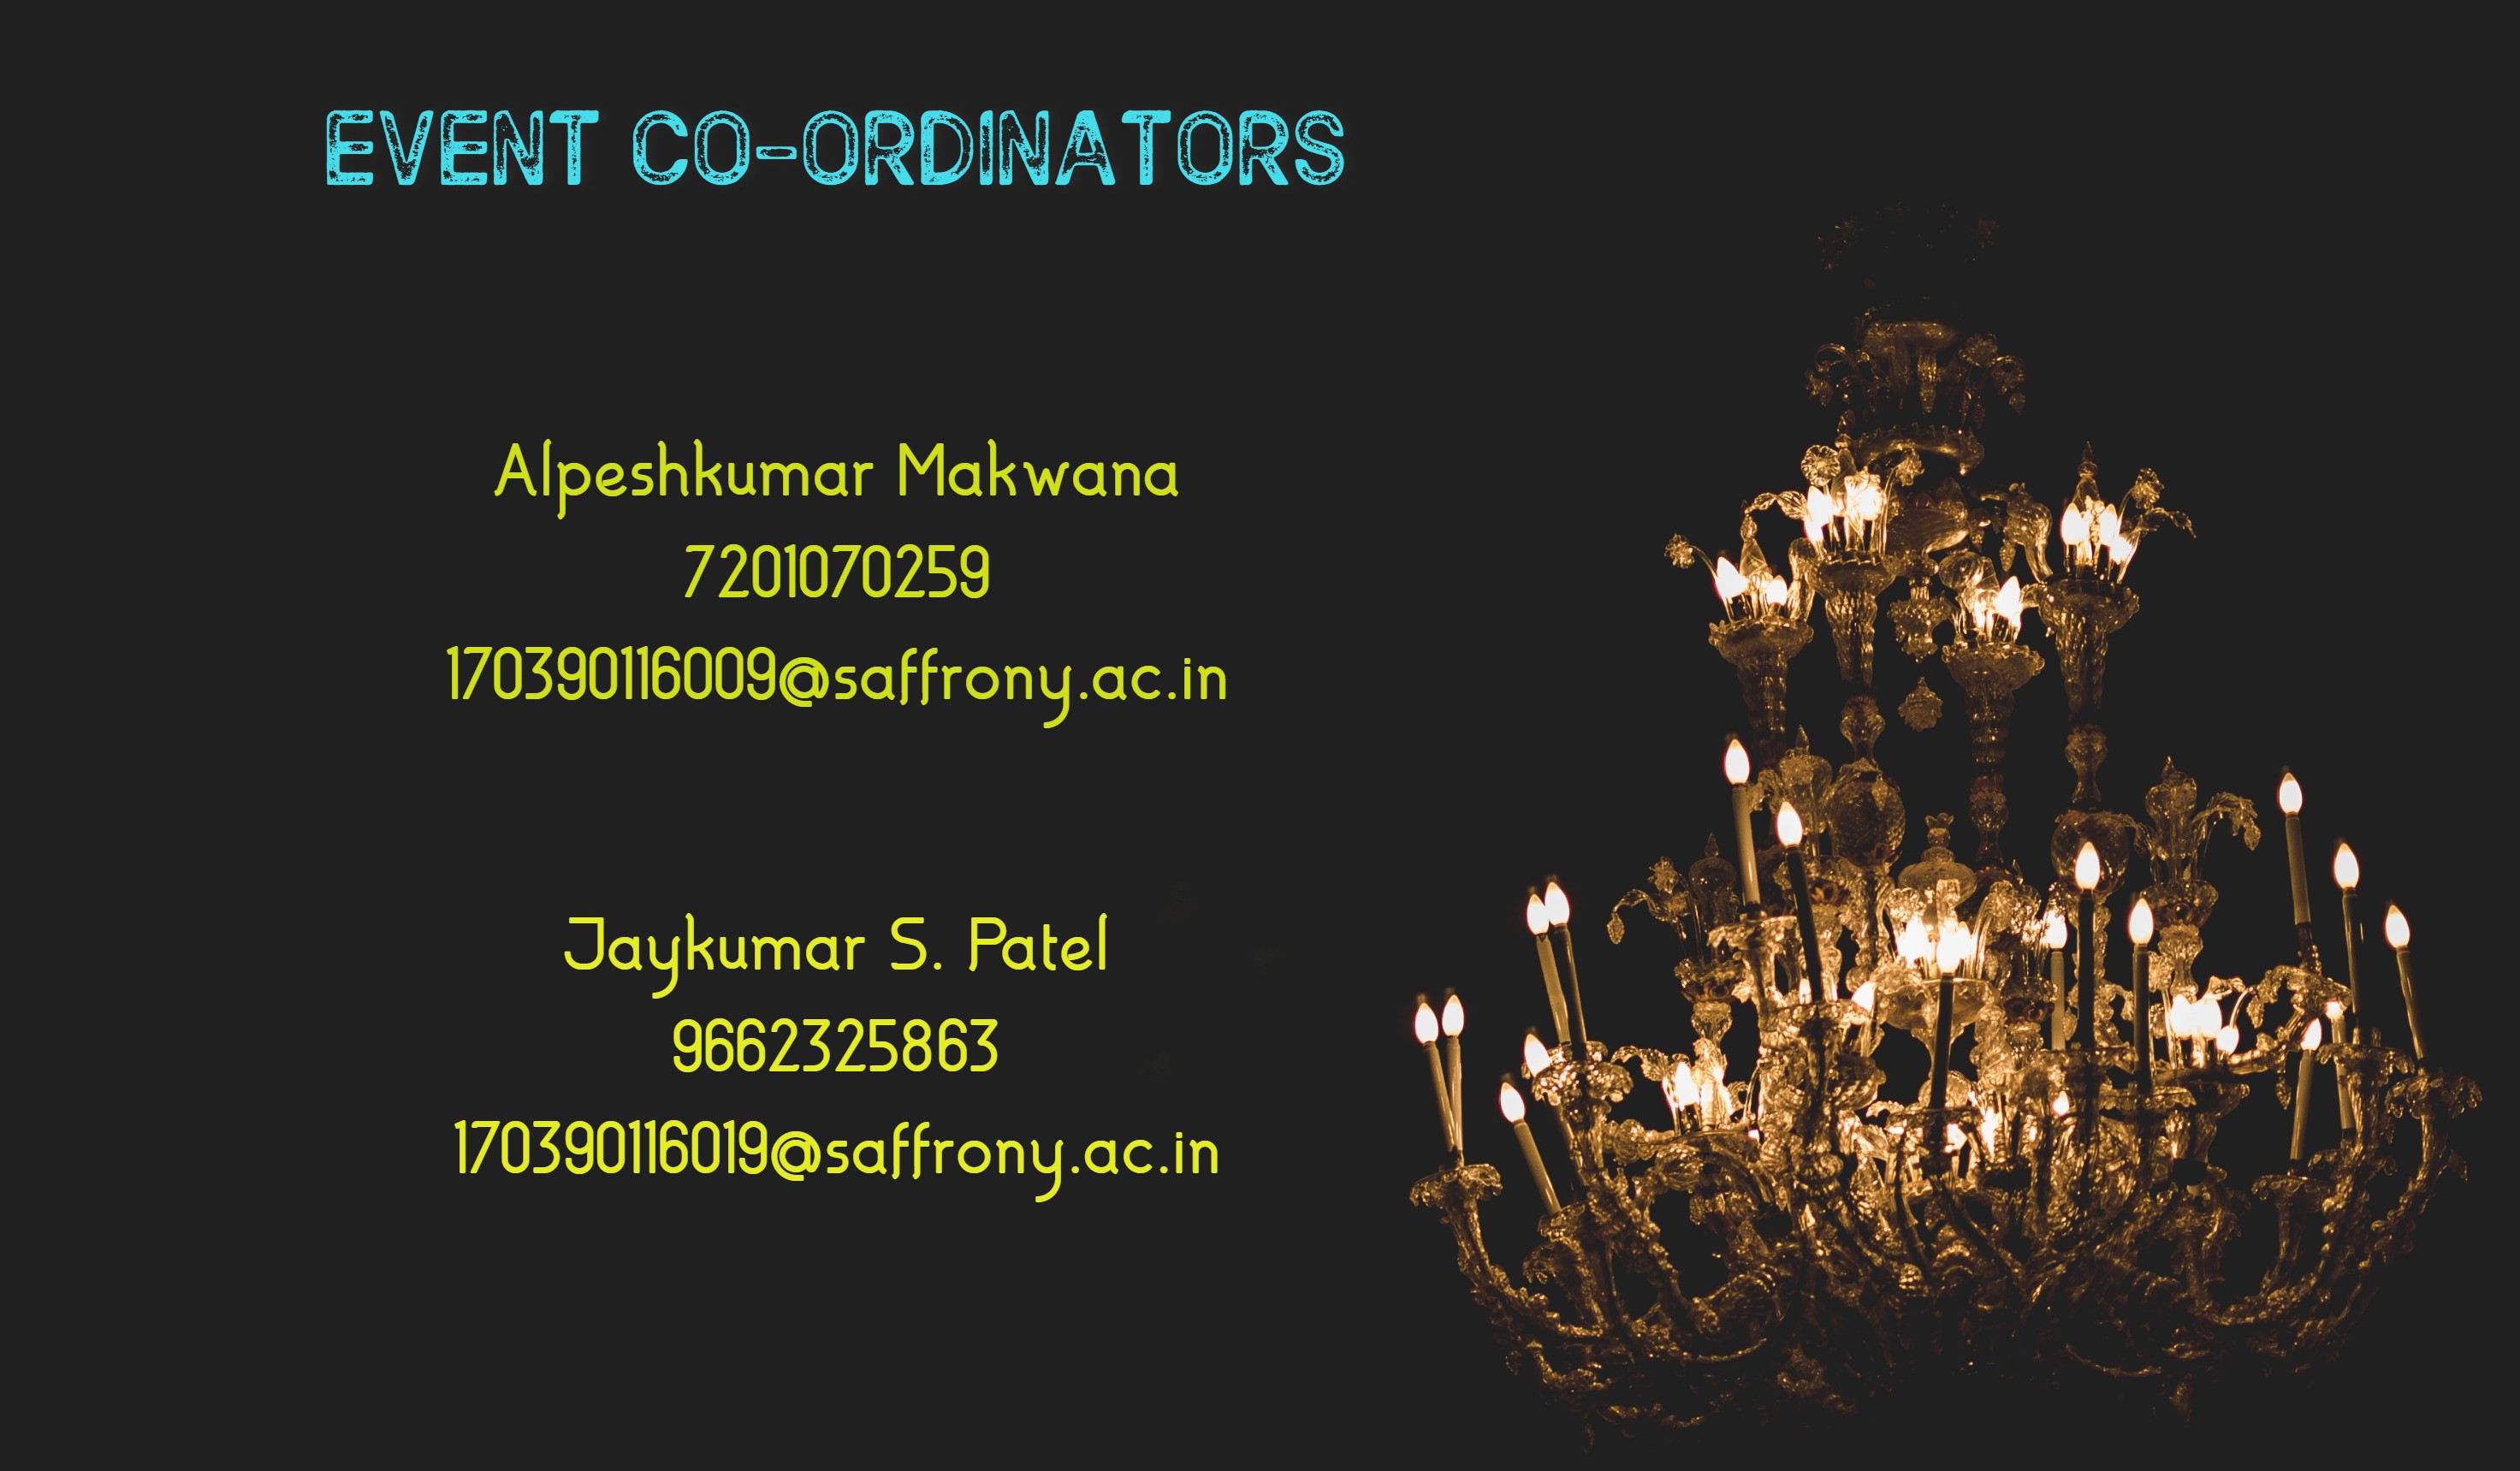 EVENT CO-ORDINATORS
Alpeshkumar Makwana
7201070259
170390116009@saffrony.ac.in
Jaykumar S. Patel
9662325863
170390116019@saffrony.ac.in